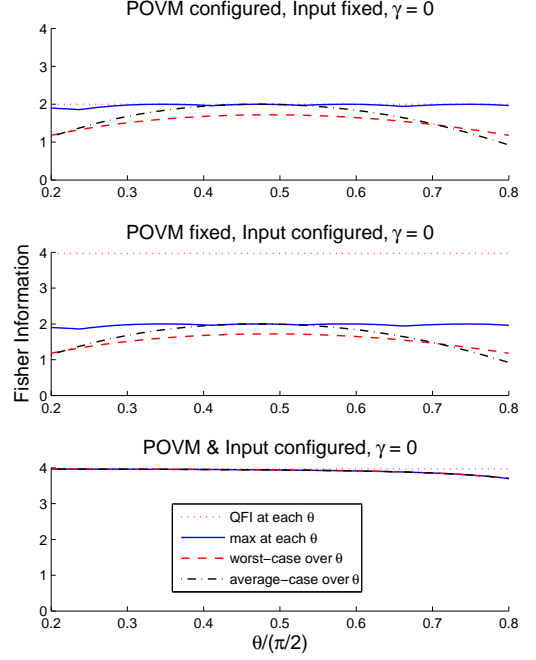 POVM configured, Input fixed, γ = 0
4
3
2
1
0
0.2 0.3 0.4 0.5 0.6 0.7 0.8
POVM fixed, Input configured, γ = 0
Fisher Information
4
3
2
1
0
0.2 0.3 0.4 0.5 0.6 0.7 0.8
POVM & Input configured, γ = 0
4
3
2
1
0
QFI at each θ
max at each θ
worst−case over θ
average−case over θ
0.2 0.3 0.4 0.5 0.6 0.7 0.8
θ/(π/2)